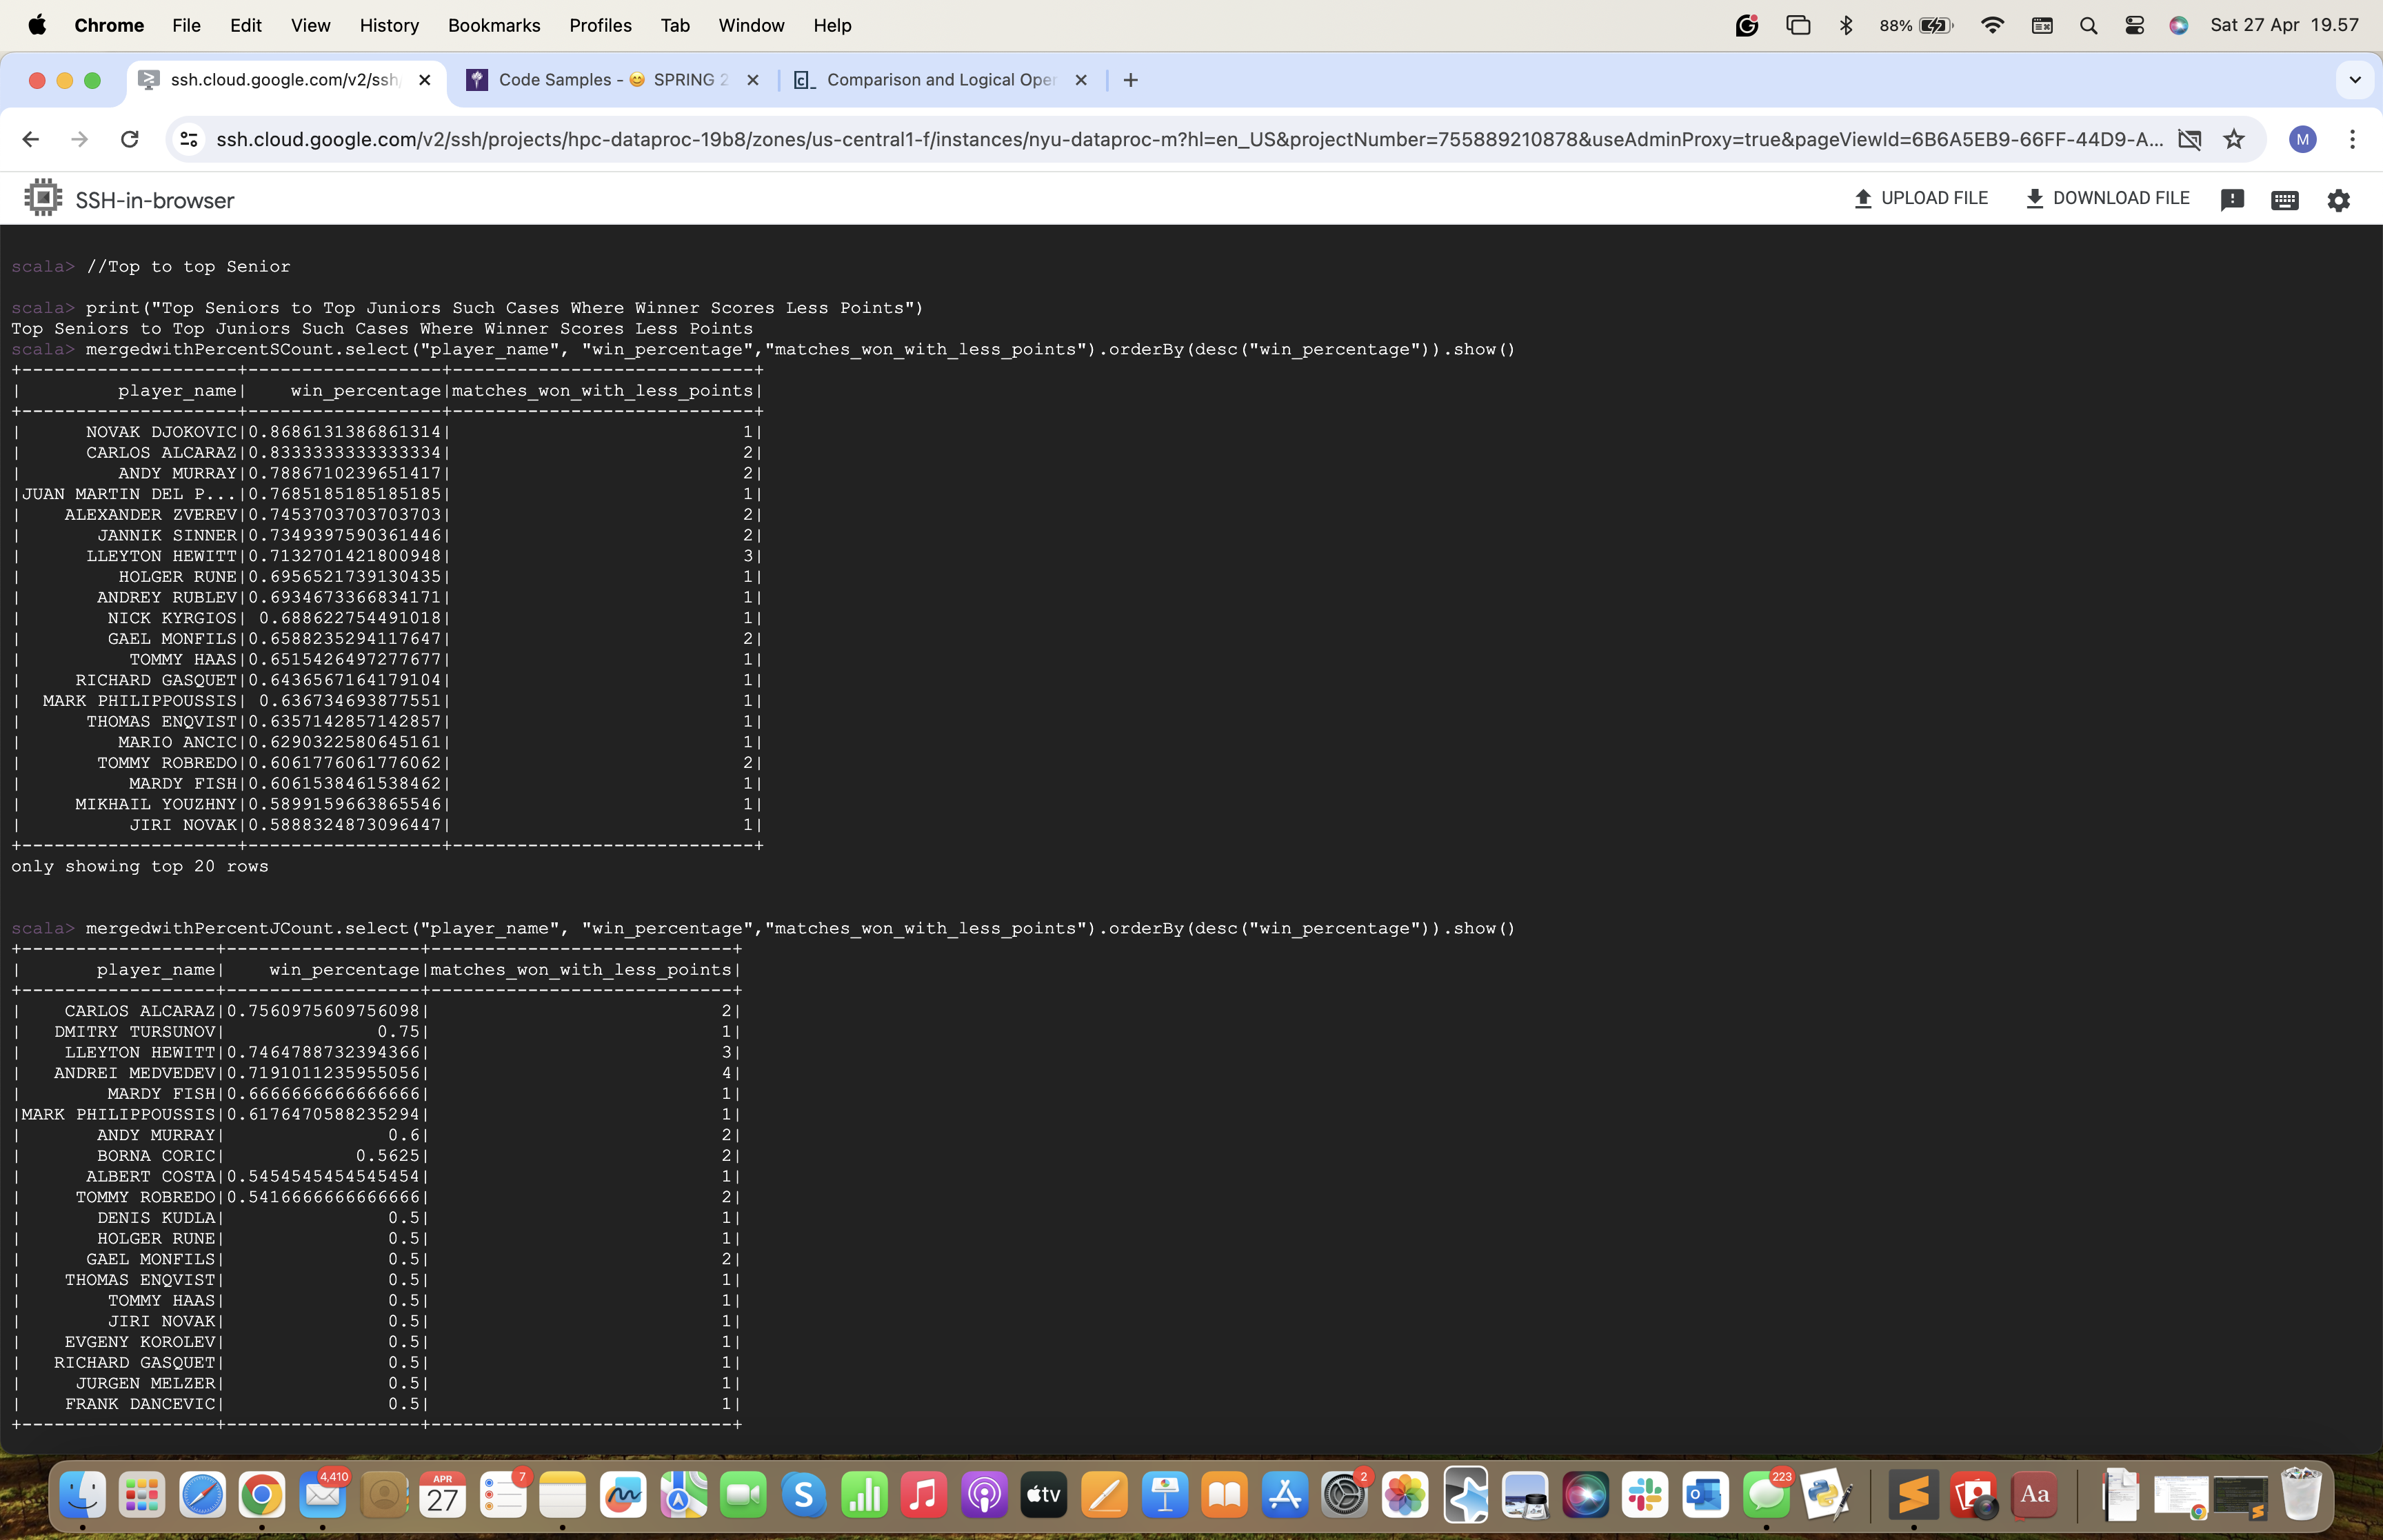 Chrome File Edit View History Bookmarks Profiles Tab Window Help 88% Sat 27 Apr 19.57
ssh.cloud.google.com/v2/ssh Code Samples - 😊 SPRING 2 Comparison and Logical Oper
ssh.cloud.google.com/v2/ssh/projects/hpc-dataproc-19b8/zones/us-central1-f/instances/nyu-dataproc-m?hl=en_US&projectNumber=755889210878&useAdminProxy=true&pageViewId=6B6A5EB9-66FF-44D9-A... M
SSH-in-browser UPLOAD FILE DOWNLOAD FILE
scala> //Top to top Senior
scala> print("Top Seniors to Top Juniors Such Cases Where Winner Scores Less Points")
Top Seniors to Top Juniors Such Cases Where Winner Scores Less Points
scala> mergedwithPercentSCount.select("player_name", "win_percentage","matches_won_with_less_points").orderBy(desc("win_percentage")).show()
+--------------------+------------------+----------------------------+
|         player_name|    win_percentage|matches_won_with_less_points|
+--------------------+------------------+----------------------------+
|      NOVAK DJOKOVIC|0.8686131386861314|                           1|
|      CARLOS ALCARAZ|0.8333333333333334|                           2|
|         ANDY MURRAY|0.7886710239651417|                           2|
|JUAN MARTIN DEL P...|0.7685185185185185|                           1|
|    ALEXANDER ZVEREV|0.7453703703703703|                           2|
|       JANNIK SINNER|0.7349397590361446|                           2|
|      LLEYTON HEWITT|0.7132701421800948|                           3|
|         HOLGER RUNE|0.6956521739130435|                           1|
|       ANDREY RUBLEV|0.6934673366834171|                           1|
|        NICK KYRGIOS| 0.688622754491018|                           1|
|        GAEL MONFILS|0.6588235294117647|                           2|
|          TOMMY HAAS|0.6515426497277677|                           1|
|     RICHARD GASQUET|0.6436567164179104|                           1|
|  MARK PHILIPPOUSSIS| 0.636734693877551|                           1|
|      THOMAS ENQVIST|0.6357142857142857|                           1|
|         MARIO ANCIC|0.6290322580645161|                           1|
|       TOMMY ROBREDO|0.6061776061776062|                           2|
|          MARDY FISH|0.6061538461538462|                           1|
|     MIKHAIL YOUZHNY|0.5899159663865546|                           1|
|          JIRI NOVAK|0.5888324873096447|                           1|
+--------------------+------------------+----------------------------+
only showing top 20 rows
scala> mergedwithPercentJCount.select("player_name", "win_percentage","matches_won_with_less_points").orderBy(desc("win_percentage")).show()
+------------------+------------------+----------------------------+
|       player_name|    win_percentage|matches_won_with_less_points|
+------------------+------------------+----------------------------+
|    CARLOS ALCARAZ|0.7560975609756098|                           2|
|   DMITRY TURSUNOV|              0.75|                           1|
|    LLEYTON HEWITT|0.7464788732394366|                           3|
|   ANDREI MEDVEDEV|0.7191011235955056|                           4|
|        MARDY FISH|0.6666666666666666|                           1|
|MARK PHILIPPOUSSIS|0.6176470588235294|                           1|
|       ANDY MURRAY|               0.6|                           2|
|       BORNA CORIC|            0.5625|                           2|
|      ALBERT COSTA|0.5454545454545454|                           1|
|     TOMMY ROBREDO|0.5416666666666666|                           2|
|       DENIS KUDLA|               0.5|                           1|
|       HOLGER RUNE|               0.5|                           1|
|      GAEL MONFILS|               0.5|                           2|
|    THOMAS ENQVIST|               0.5|                           1|
|        TOMMY HAAS|               0.5|                           1|
|        JIRI NOVAK|               0.5|                           1|
|    EVGENY KOROLEV|               0.5|                           1|
|   RICHARD GASQUET|               0.5|                           1|
|     JURGEN MELZER|               0.5|                           1|
|    FRANK DANCEVIC|               0.5|                           1|
+------------------+------------------+----------------------------+
4,410 APR 27 7 tv 2 223 Aa